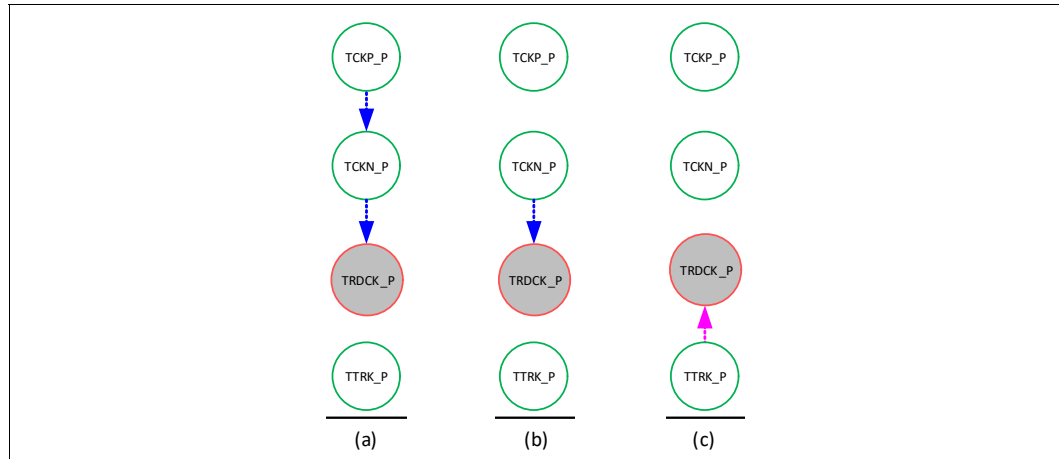 TCKP_P TCKP_P TCKP_P
TCKN_P TCKN_P TCKN_P
TRDCK_P TRDCK_P TRDCK_P
TTRK_P TTRK_P TTRK_P
(a) (b) (c)